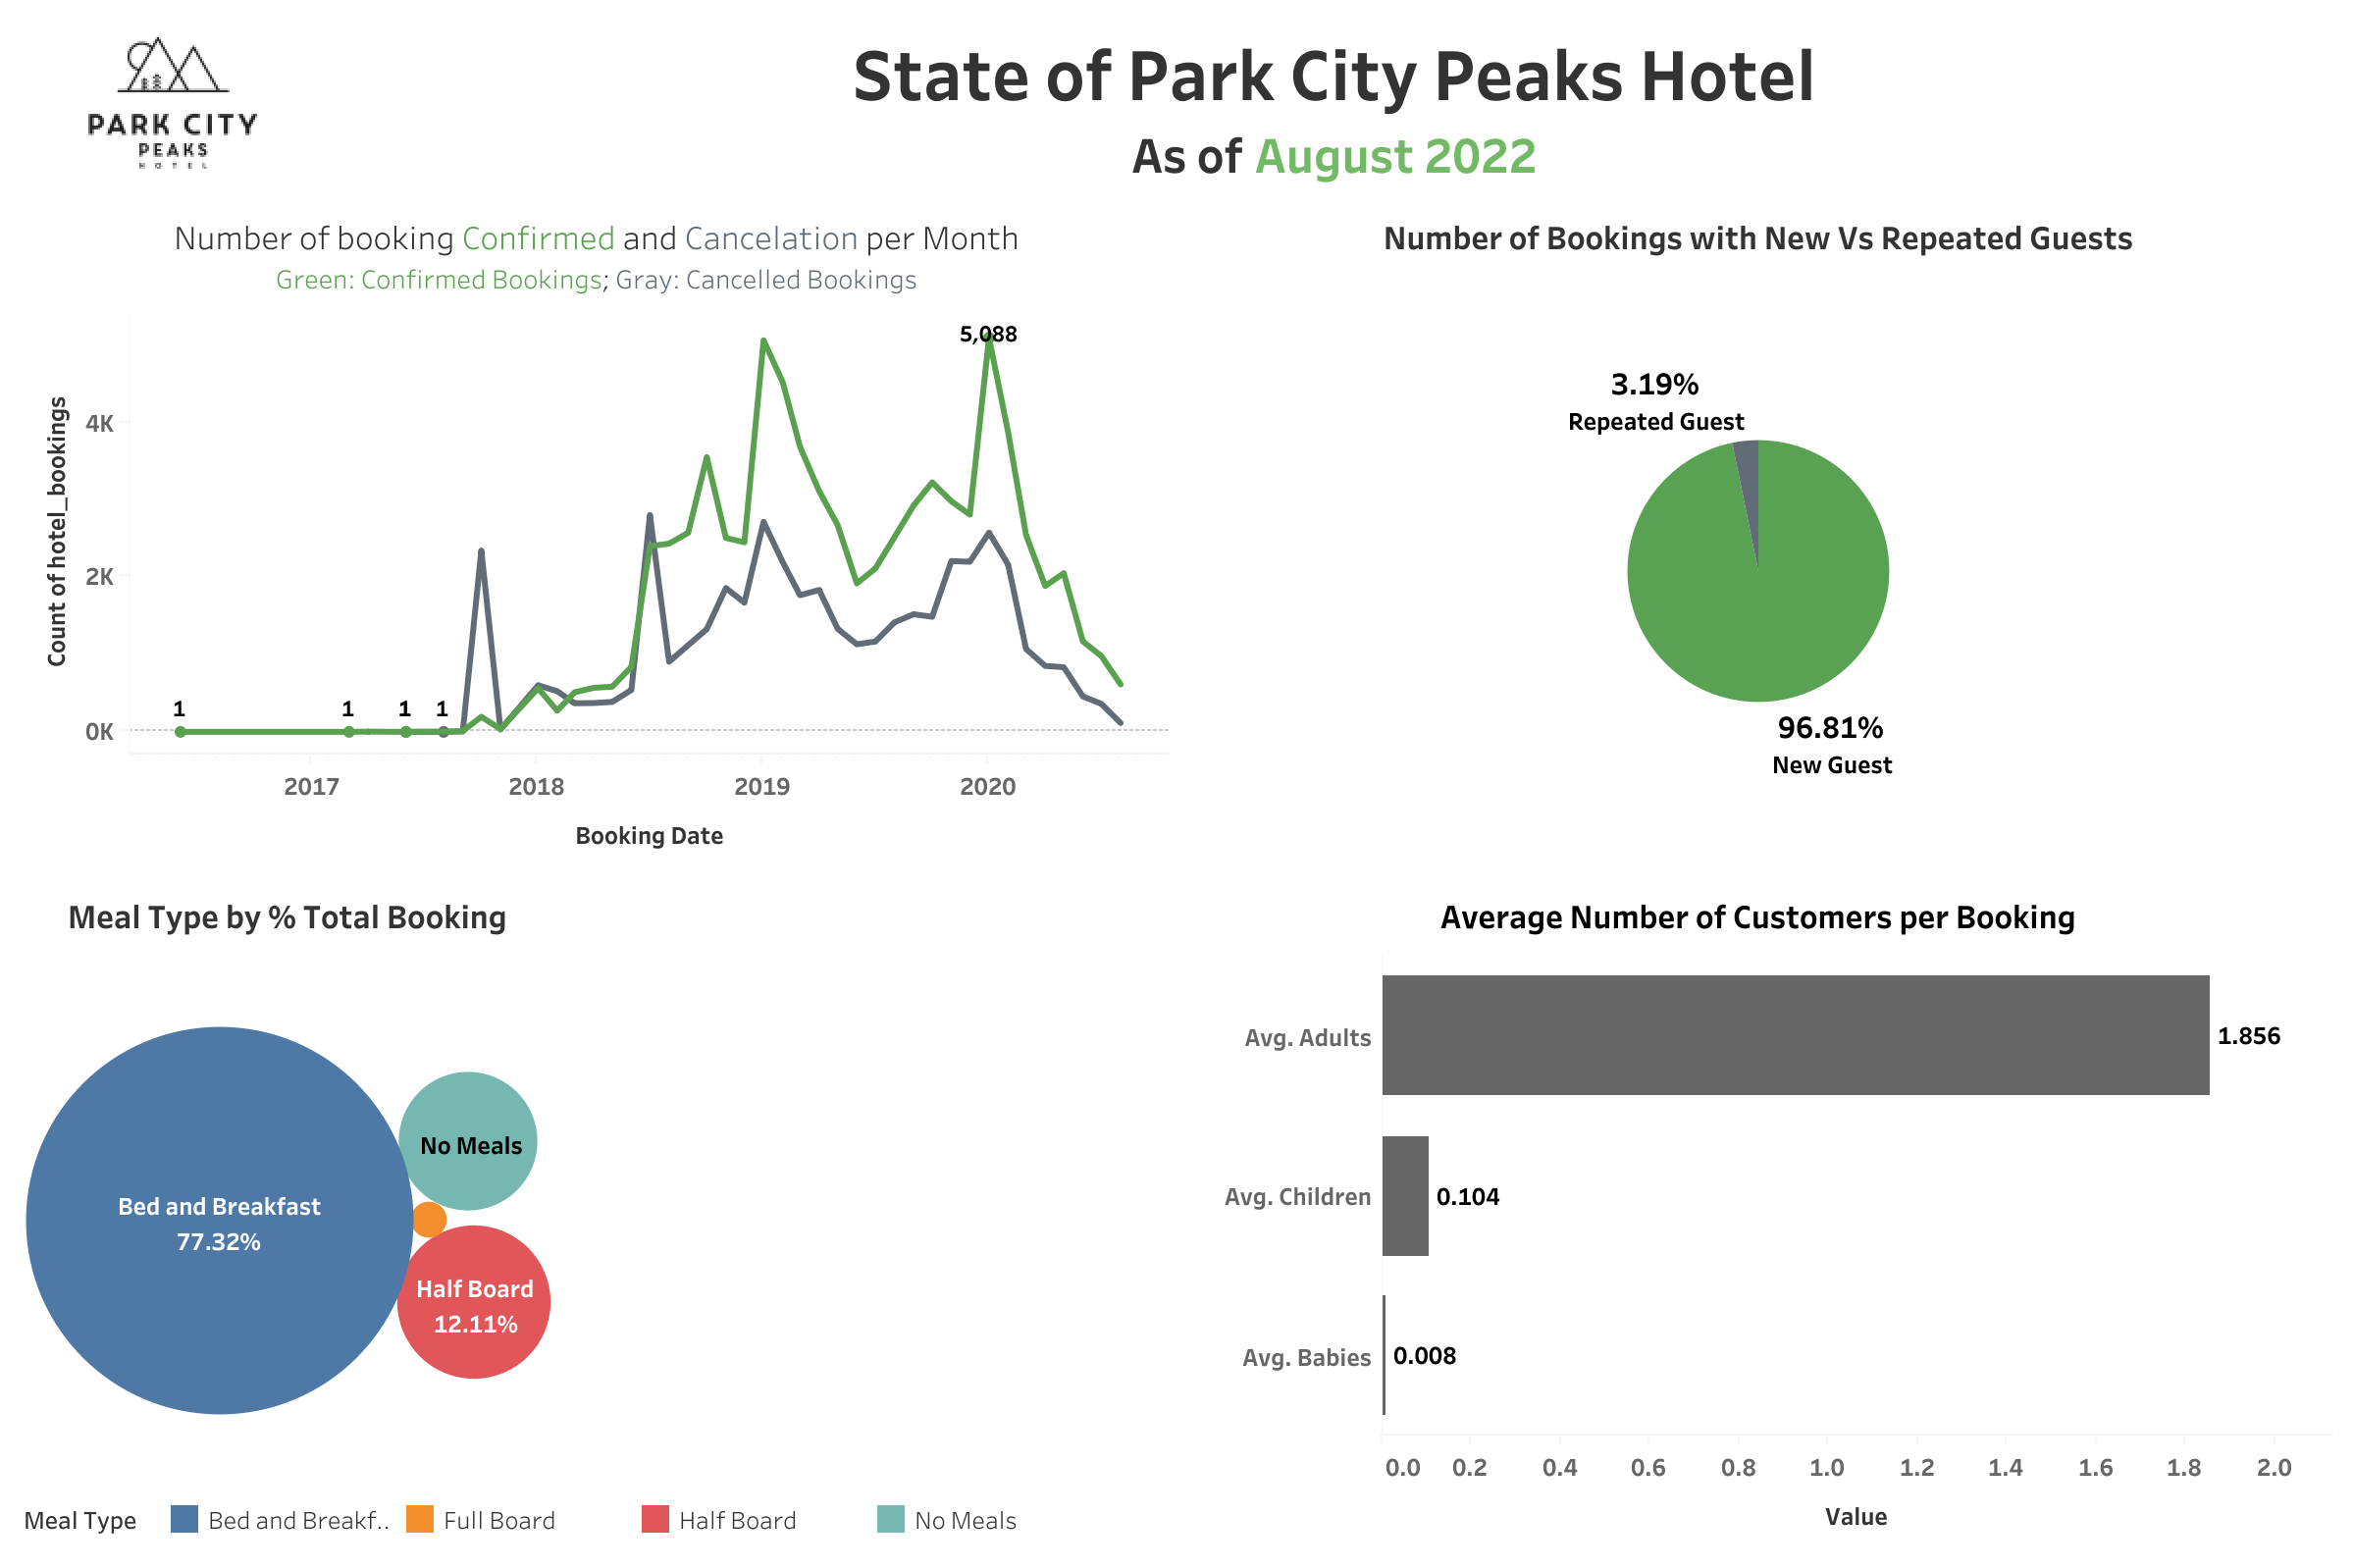 PARK CITY
PEAKS
HOTEL
State of Park City Peaks Hotel
As of August 2022
Number of booking Confirmed and Cancelation per Month
Green: Confirmed Bookings; Gray: Cancelled Bookings
Count of hotel_bookings
4K
2K
0K
5,088
1
1
1
1
2017
2018
2019
2020
Booking Date
Number of Bookings with New Vs Repeated Guests
3.19%
Repeated Guest
96.81%
New Guest
Meal Type by % Total Booking
Bed and Breakfast
77.32%
No Meals
Half Board
12.11%
Meal Type
Bed and Breakf..
Full Board
Half Board
No Meals
Average Number of Customers per Booking
Avg. Adults
1.856
Avg. Children
0.104
Avg. Babies
0.008
0.0 0.2 0.4 0.6 0.8 1.0 1.2 1.4 1.6 1.8 2.0
Value